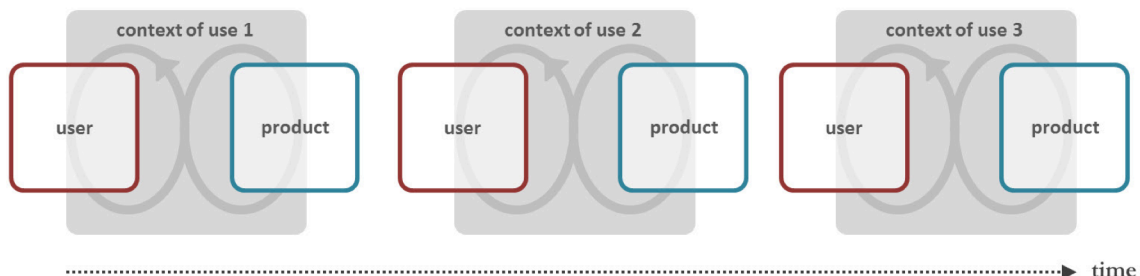 context of use 1
user
product
context of use 2
user
product
context of use 3
user
product
time